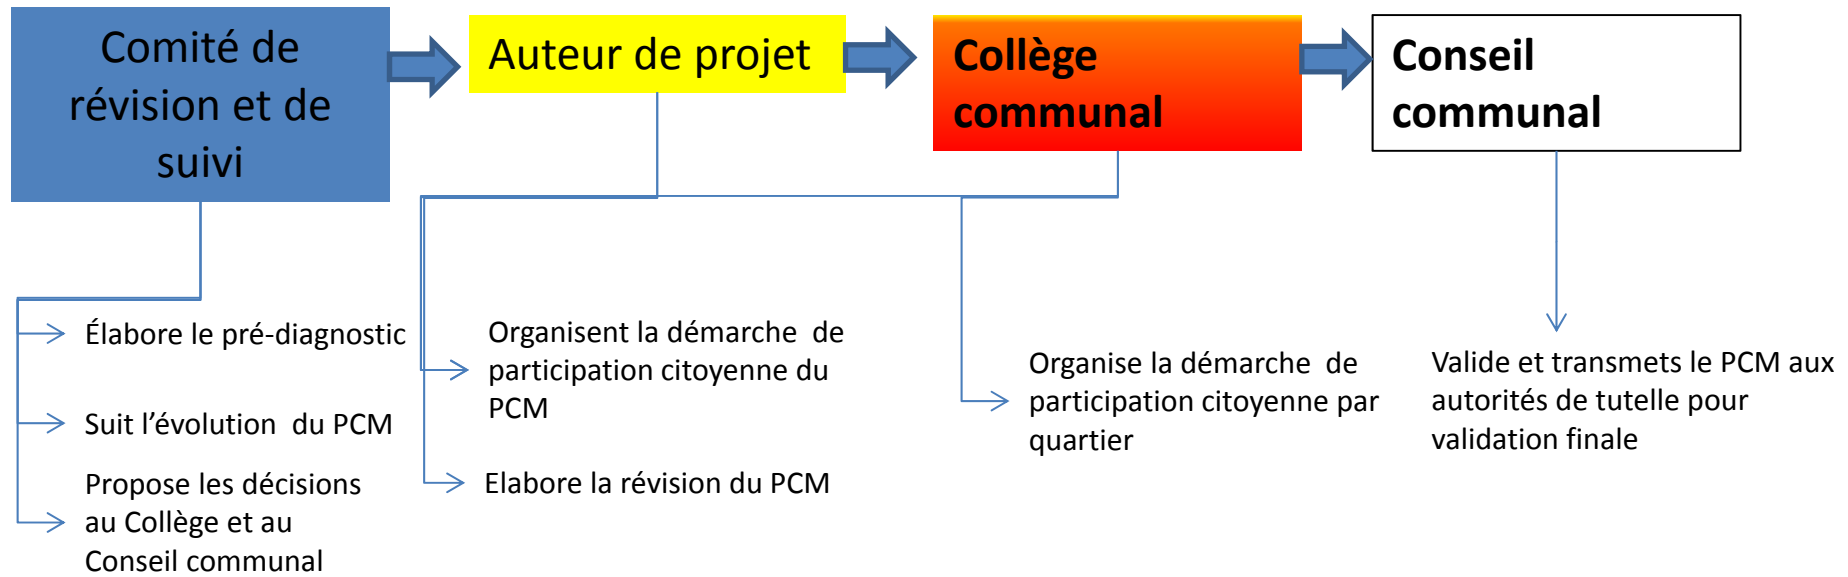 Comité de
révision et de
suivi
Auteur de projet
Collège
communal
Conseil
communal
Élabore le pré-diagnostic
Suit l’évolution  du PCM
Propose les décisions
au Collège et au
Conseil communal
Organisent la démarche  de
participation citoyenne du
PCM
Elabore la révision du PCM
Organise la démarche  de
participation citoyenne par
quartier
Valide et transmets le PCM aux
autorités de tutelle pour
validation finale